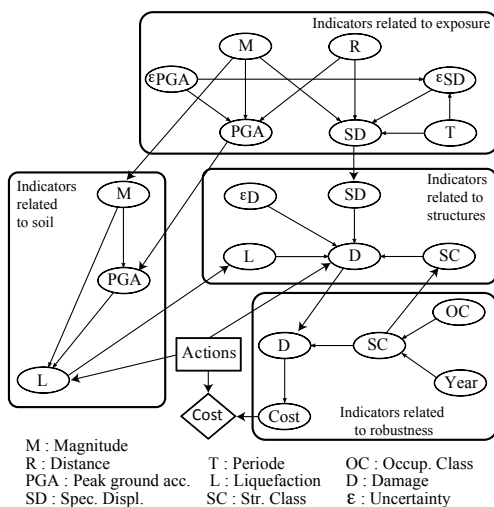 Indicators related to exposure
M
R
εPGA
εSD
PGA
SD
T
Indicators
related
to soil
M
PGA
L
Indicators
related to
structures
εD
SD
L
D
SC
OC
D
SC
Year
Cost
Indicators related
to robustness
Actions
Cost
M : Magnitude
R : Distance
T : Periode
OC : Occup. Class
PGA : Peak ground acc.
L : Liquefaction
D : Damage
SD : Spec. Displ.
SC : Str. Class
ε : Uncertainty